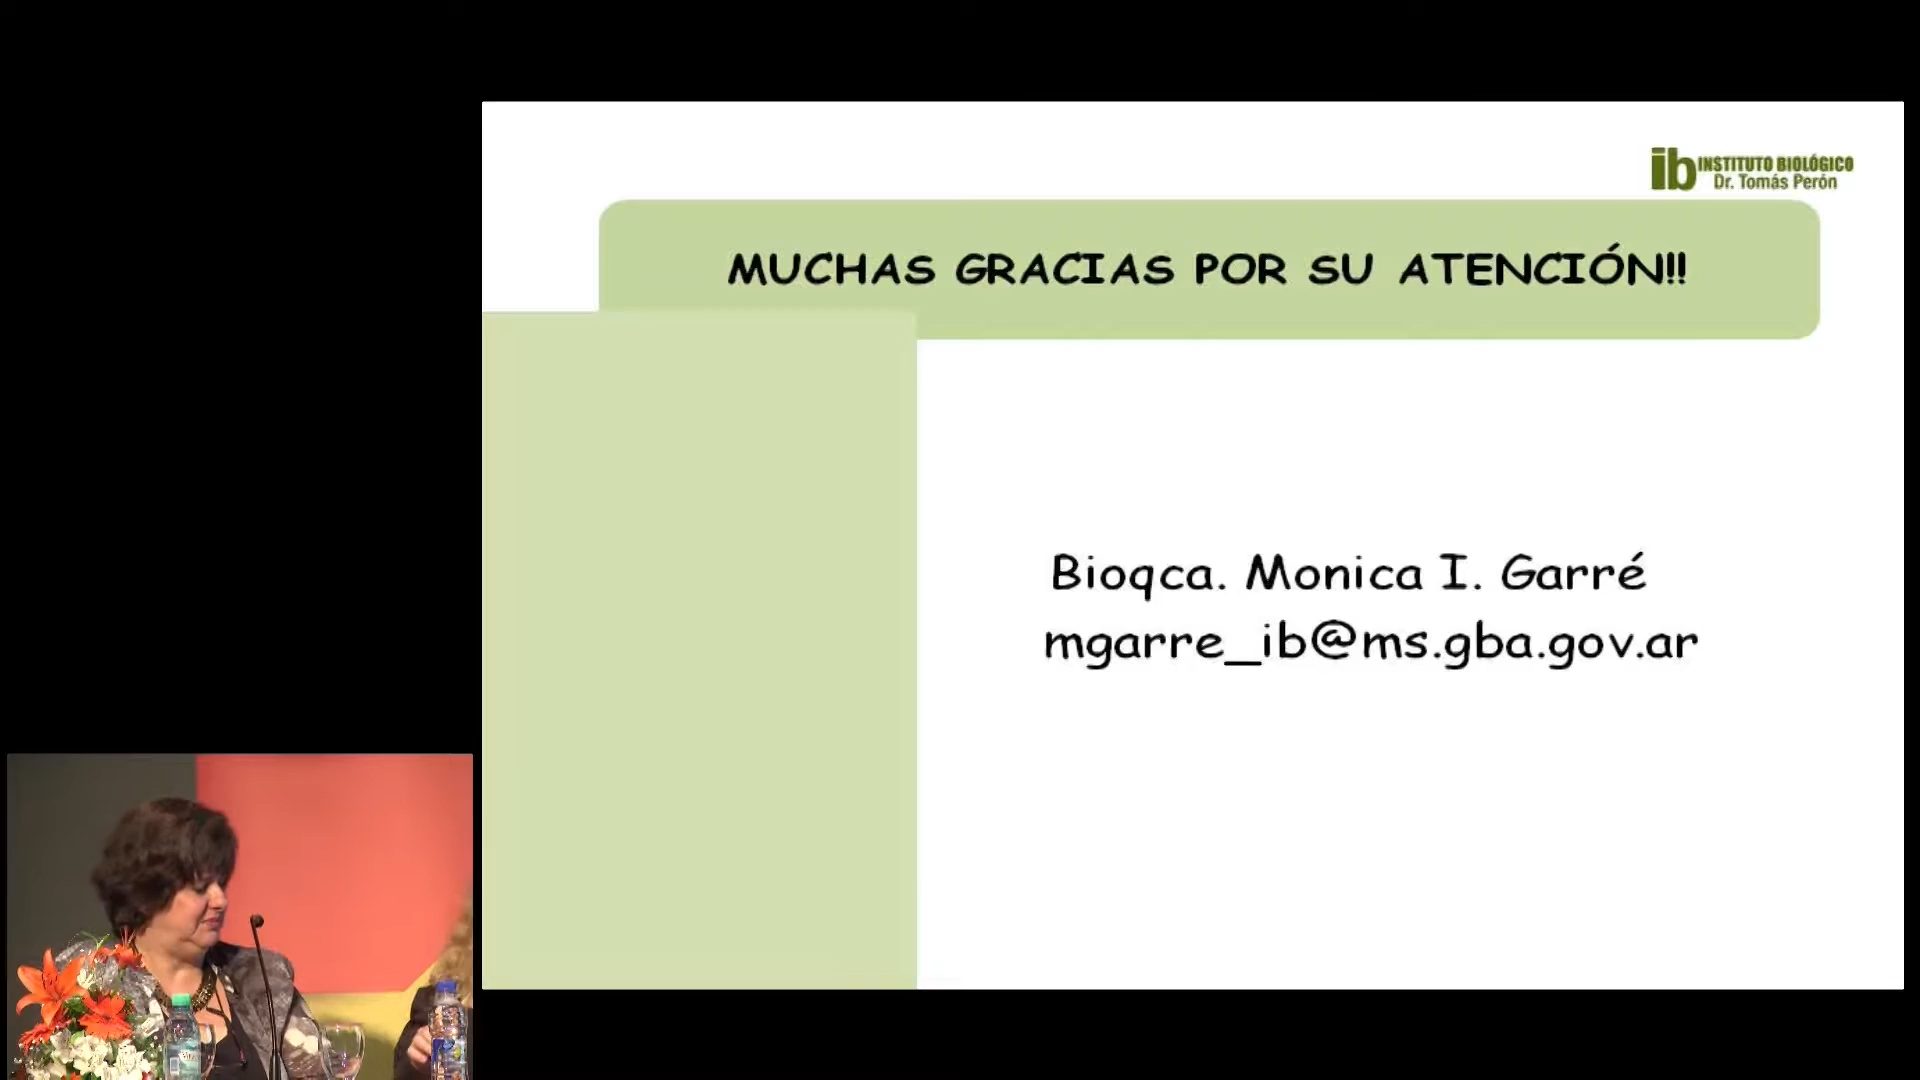 ib INSTITUTO BIOLÓGICO
Dr. Tomás Perón
MUCHAS GRACIAS POR SU ATENCIÓN!!
Bioqca. Monica I. Garré
mgarre_ib@ms.gba.gov.ar